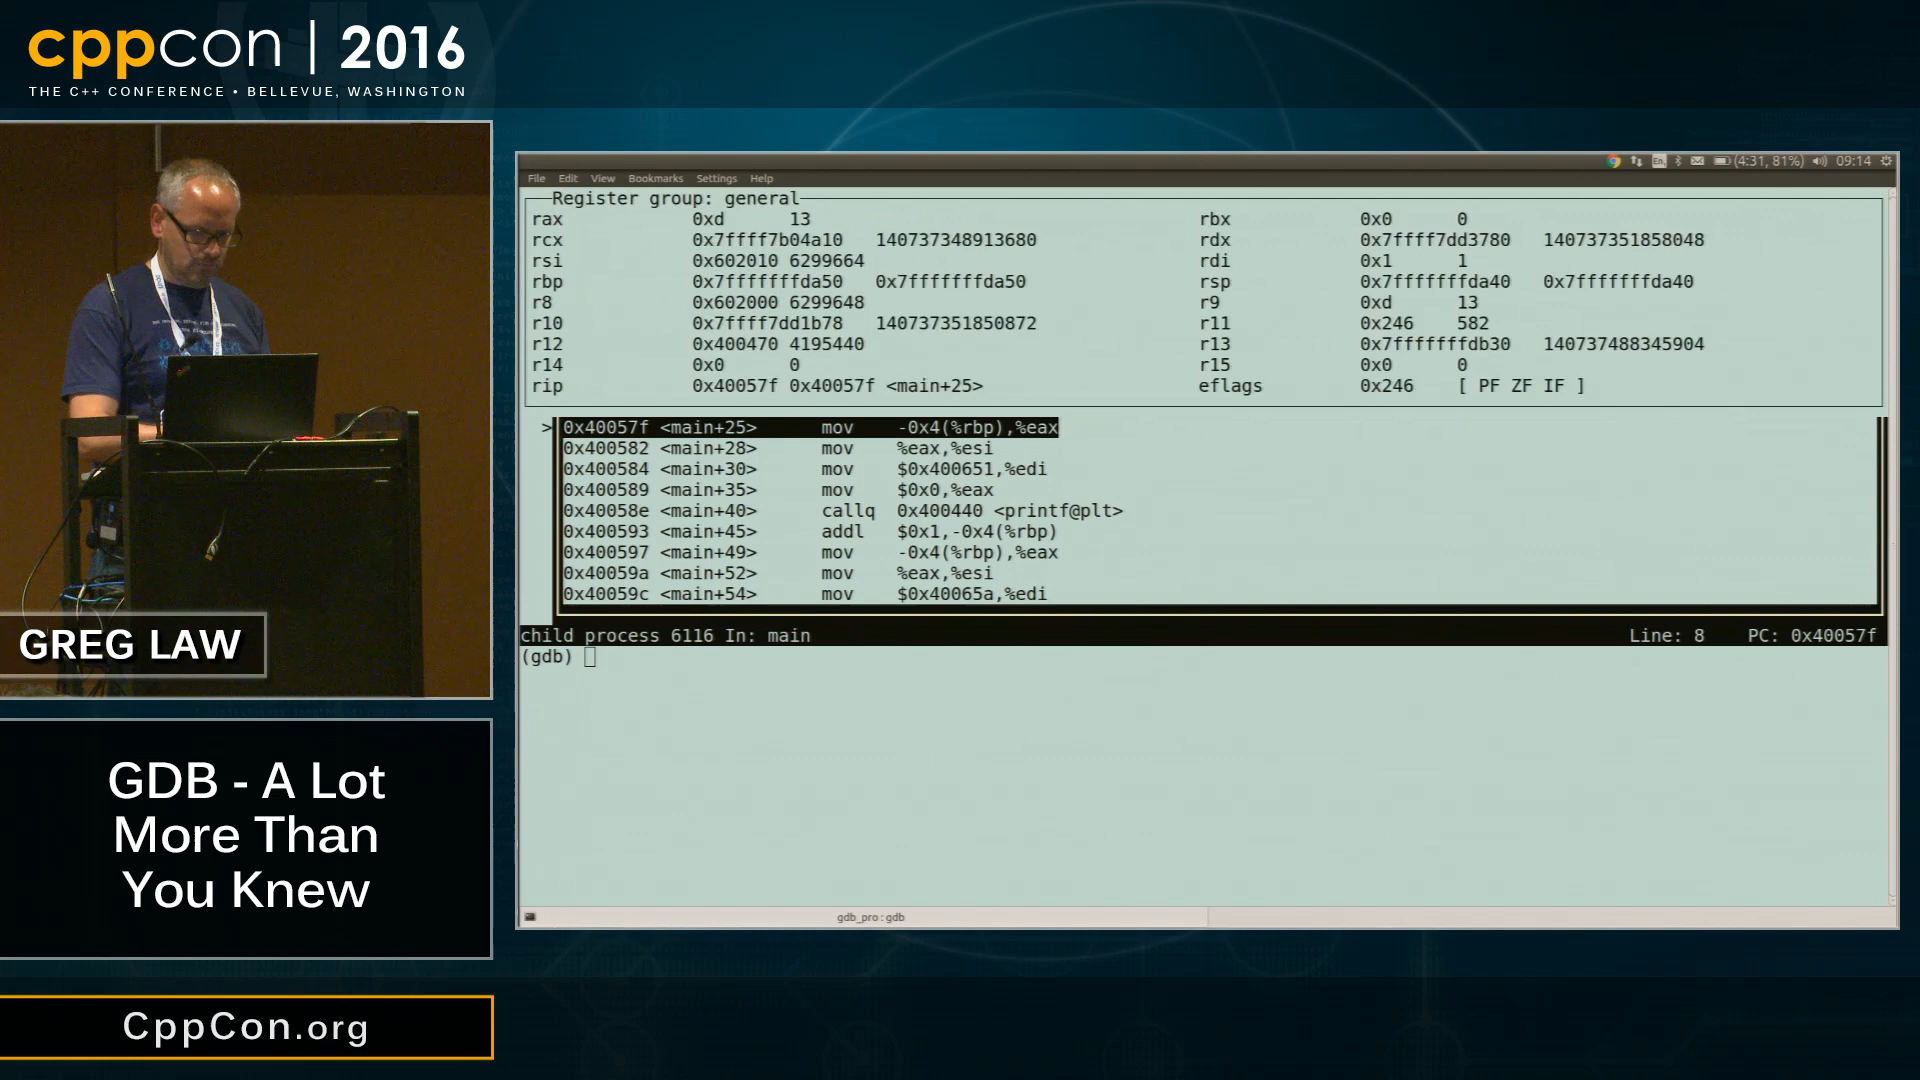 cppcon | 2016
THE C++ CONFERENCE • BELLEVUE, WASHINGTON
GREG LAW
GDB - A Lot
More Than
You Knew
CppCon.org
En (4:31, 81%) 09:14
File Edit View Bookmarks Settings Help
Register group: general
rax 0xd 13 rbx 0x0 0
rcx 0x7ffff7b04a10 140737348913680 rdx 0x7ffff7dd3780 140737351858048
rsi 0x602010 6299664 rdi 0x1 1
rbp 0x7fffffffda50 0x7fffffffda50 rsp 0x7fffffffda40 0x7fffffffda40
r8 0x602000 6299648 r9 0xd 13
r10 0x7ffff7dd1b78 140737351850872 r11 0x246 582
r12 0x400470 4195440 r13 0x7fffffffdb30 140737488345904
r14 0x0 0 r15 0x0 0
rip 0x40057f 0x40057f <main+25> eflags 0x246 [ PF ZF IF ]
>0x40057f <main+25> mov -0x4(%rbp),%eax
0x400582 <main+28> mov %eax,%esi
0x400584 <main+30> mov $0x400651,%edi
0x400589 <main+35> mov $0x0,%eax
0x40058e <main+40> callq 0x400440 <printf@plt>
0x400593 <main+45> addl $0x1,-0x4(%rbp)
0x400597 <main+49> mov -0x4(%rbp),%eax
0x40059a <main+52> mov %eax,%esi
0x40059c <main+54> mov $0x40065a,%edi
child process 6116 In: main Line: 8 PC: 0x40057f
(gdb)
gdb_pro : gdb